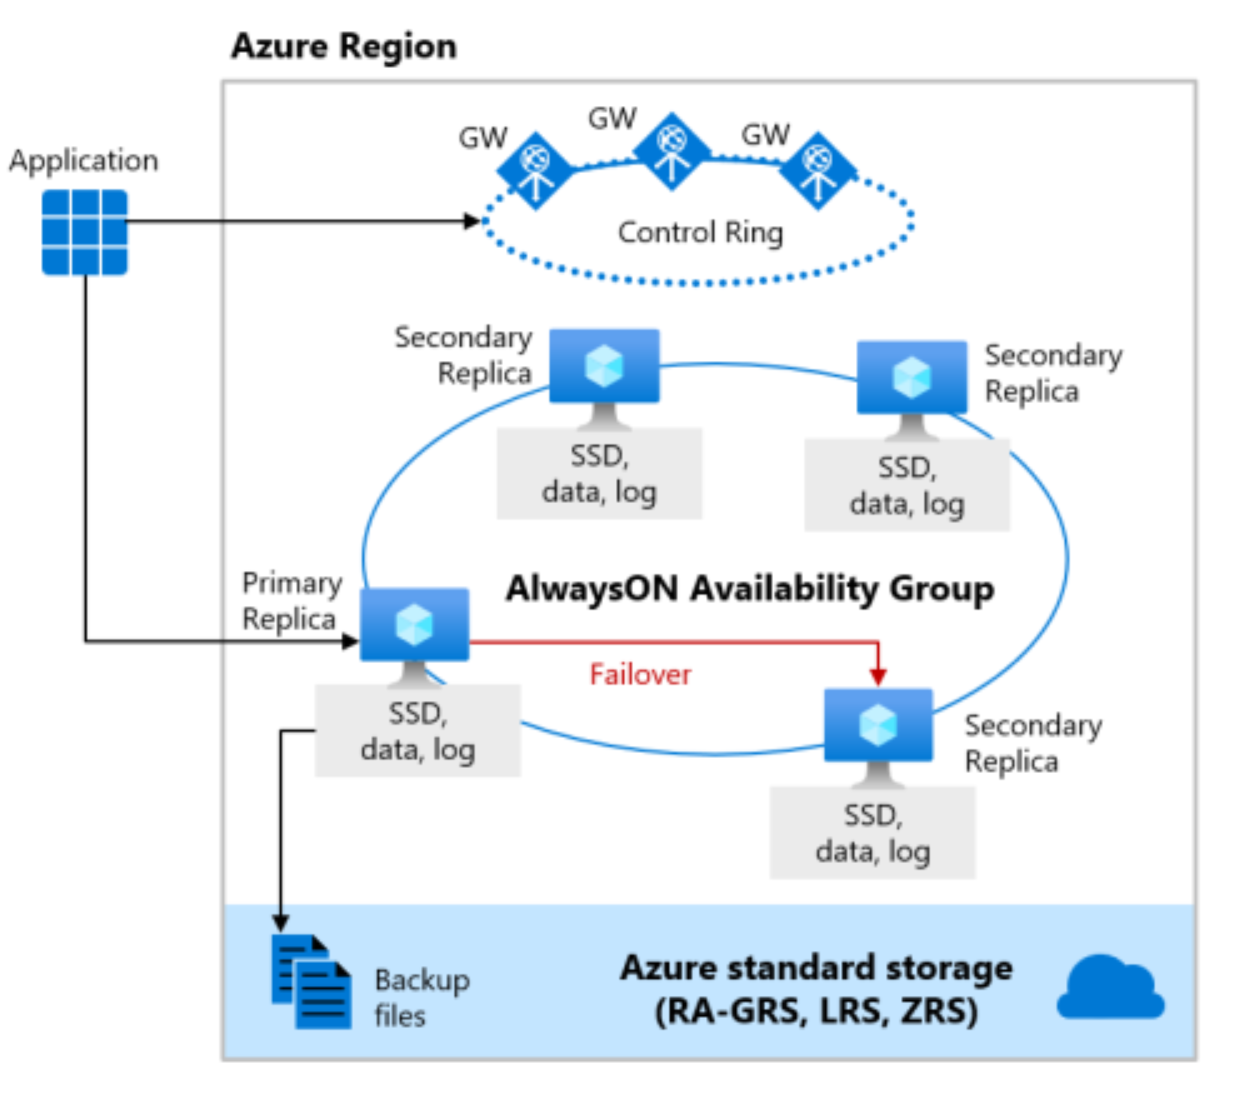 Azure Region
GW
GW
GW
Application
Control Ring
Secondary
Replica
Secondary
Replica
SSD,
data, log
SSD,
data, log
AlwaysON Availability Group
Primary
Replica
Failover
SSD,
data, log
Secondary
Replica
SSD,
data, log
Backup
files
Azure standard storage
(RA-GRS, LRS, ZRS)